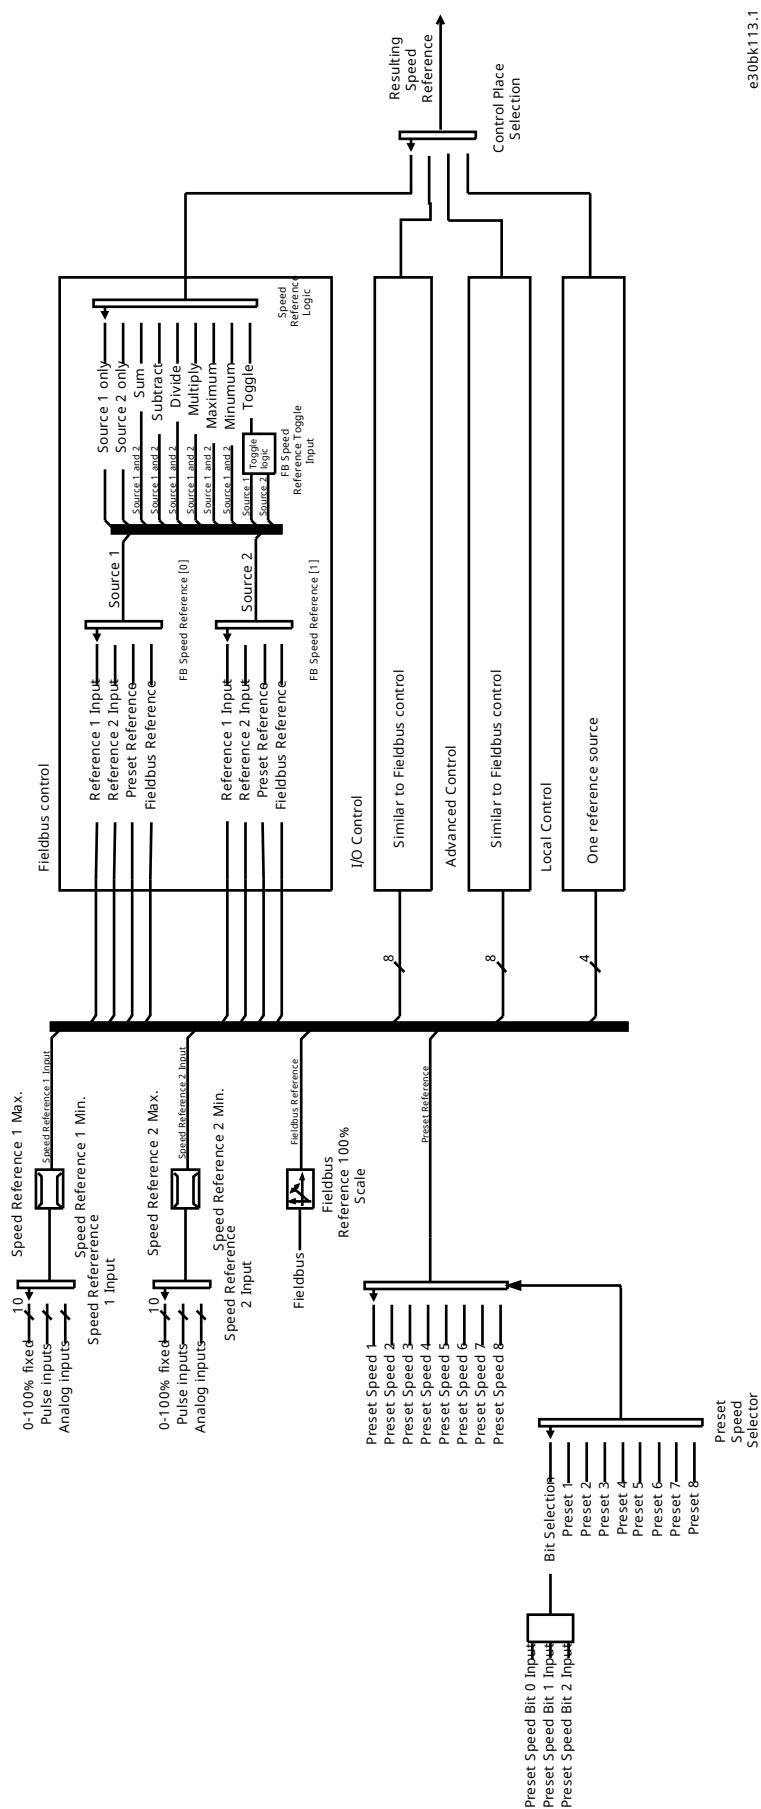 e30bk113.1
Resulting
Speed
Reference
Control Place
Selection
Fieldbus control
Speed
Reference
Logic
Source 1 only
Source 2 only
Sum
Subtract
Divide
Multiply
Maximum
Minumum
Toggle
Source 1 and 2
Source 1 and 2
Source 1 and 2
Source 1 and 2
Source 1 and 2
Source 1 and 2
Source 1
Source 2
Toggle
logic
FB Speed
Reference Toggle
Input
Source 1
FB Speed Reference [0]
Source 2
FB Speed Reference [1]
Reference 1 Input
Reference 2 Input
Preset Reference
Fieldbus Reference
Reference 1 Input
Reference 2 Input
Preset Reference
Fieldbus Reference
I/O Control
Similar to Fieldbus control
Advanced Control
Similar to Fieldbus control
Local Control
One reference source
8
8
4
Speed Reference 1 Input
Speed Reference 1 Max.
Speed Reference 1 Min.
Speed Refererence
1 Input
10
0-100% fixed
Pulse inputs
Analog inputs
Speed Reference 2 Input
Speed Reference 2 Max.
Speed Reference 2 Min.
Speed Reference
2 Input
10
0-100% fixed
Pulse inputs
Analog inputs
Fieldbus Reference
Fieldbus
Reference 100%
Scale
Fieldbus
Preset Reference
Preset Speed 1
Preset Speed 2
Preset Speed 3
Preset Speed 4
Preset Speed 5
Preset Speed 6
Preset Speed 7
Preset Speed 8
Preset
Speed
Selector
Bit Selection
Preset 1
Preset 2
Preset 3
Preset 4
Preset 5
Preset 6
Preset 7
Preset 8
Preset Speed Bit 0 Input
Preset Speed Bit 1 Input
Preset Speed Bit 2 Input